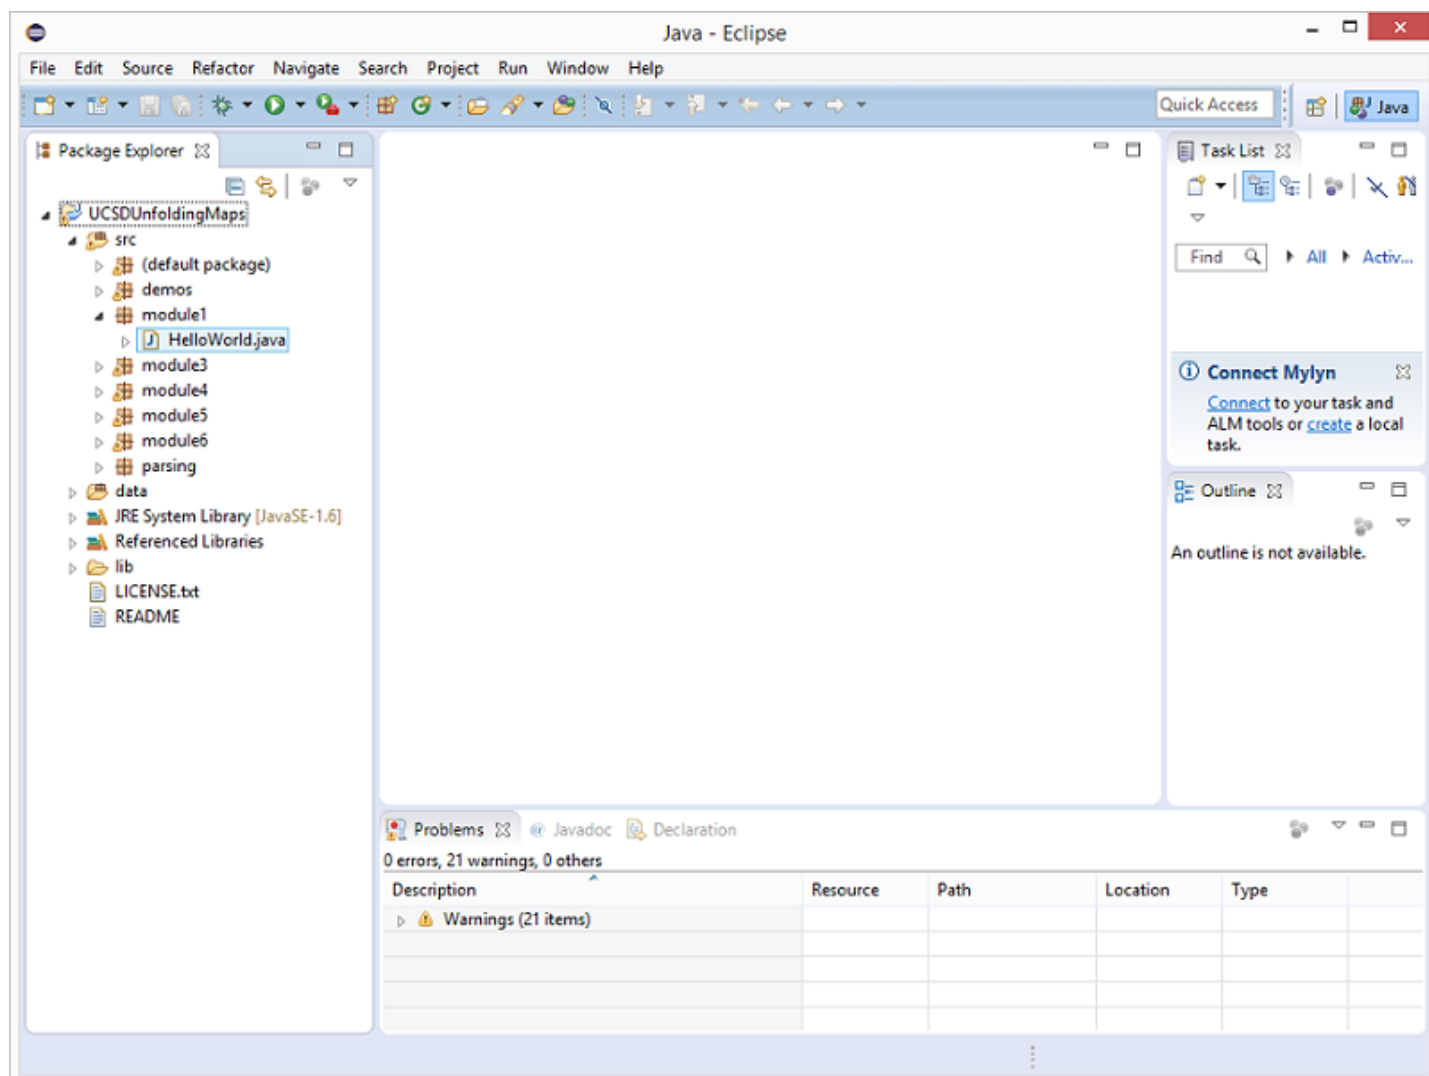 Java - Eclipse
File Edit Source Refactor Navigate Search Project Run Window Help
Quick Access
Java
Package Explorer
UCSDUnfoldingMaps
src
(default package)
demos
module1
HelloWorld.java
module3
module4
module5
module6
parsing
data
JRE System Library [JavaSE-1.6]
Referenced Libraries
lib
LICENSE.txt
README
Task List
Find All Activ...
Connect Mylyn
Connect to your task and
ALM tools or create a local
task.
Outline
An outline is not available.
Problems @ Javadoc Declaration
0 errors, 21 warnings, 0 others
Description Resource Path Location Type
Warnings (21 items)